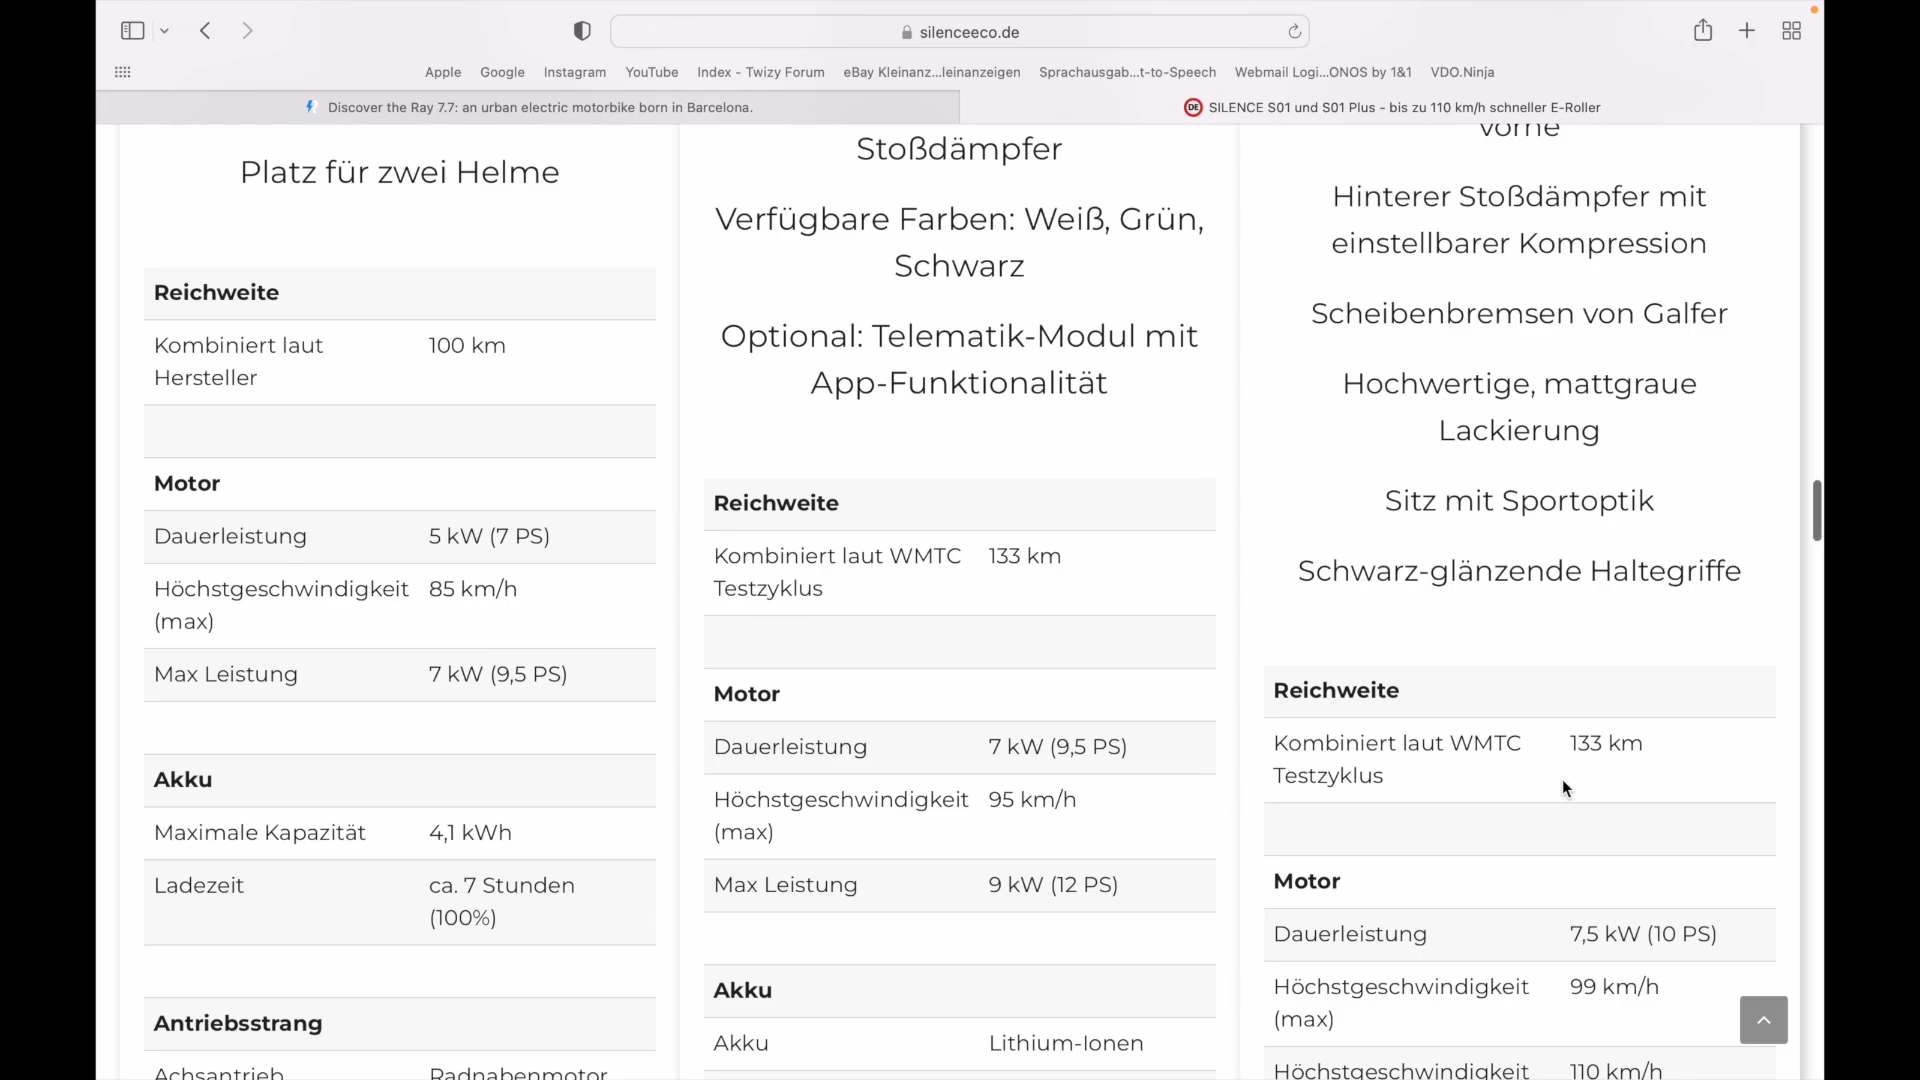 silenceeco.de
Apple Google Instagram YouTube Index - Twizy Forum eBay Kleinanz...leinanzeigen Sprachausgab...t-to-Speech Webmail Logi...ONOS by 1&1 VDO.Ninja
Discover the Ray 7.7: an urban electric motorbike born in Barcelona.
DE SILENCE S01 und S01 Plus - bis zu 110 km/h schneller E-Roller
Platz für zwei Helme
Reichweite
Kombiniert laut 100 km
Hersteller
Motor
Dauerleistung 5 kW (7 PS)
Höchstgeschwindigkeit 85 km/h
(max)
Max Leistung 7 kW (9,5 PS)
Akku
Maximale Kapazität 4,1 kWh
Ladezeit ca. 7 Stunden
(100%)
Antriebsstrang
Achsantrieb Radnabenmotor
Stoßdämpfer
Verfügbare Farben: Weiß, Grün,
Schwarz
Optional: Telematik-Modul mit
App-Funktionalität
Reichweite
Kombiniert laut WMTC 133 km
Testzyklus
Motor
Dauerleistung 7 kW (9,5 PS)
Höchstgeschwindigkeit 95 km/h
(max)
Max Leistung 9 kW (12 PS)
Akku
Akku Lithium-Ionen
vorne
Hinterer Stoßdämpfer mit
einstellbarer Kompression
Scheibenbremsen von Galfer
Hochwertige, mattgraue
Lackierung
Sitz mit Sportoptik
Schwarz-glänzende Haltegriffe
Reichweite
Kombiniert laut WMTC 133 km
Testzyklus
Motor
Dauerleistung 7,5 kW (10 PS)
Höchstgeschwindigkeit 99 km/h
(max)
Höchstgeschwindigkeit 110 km/h